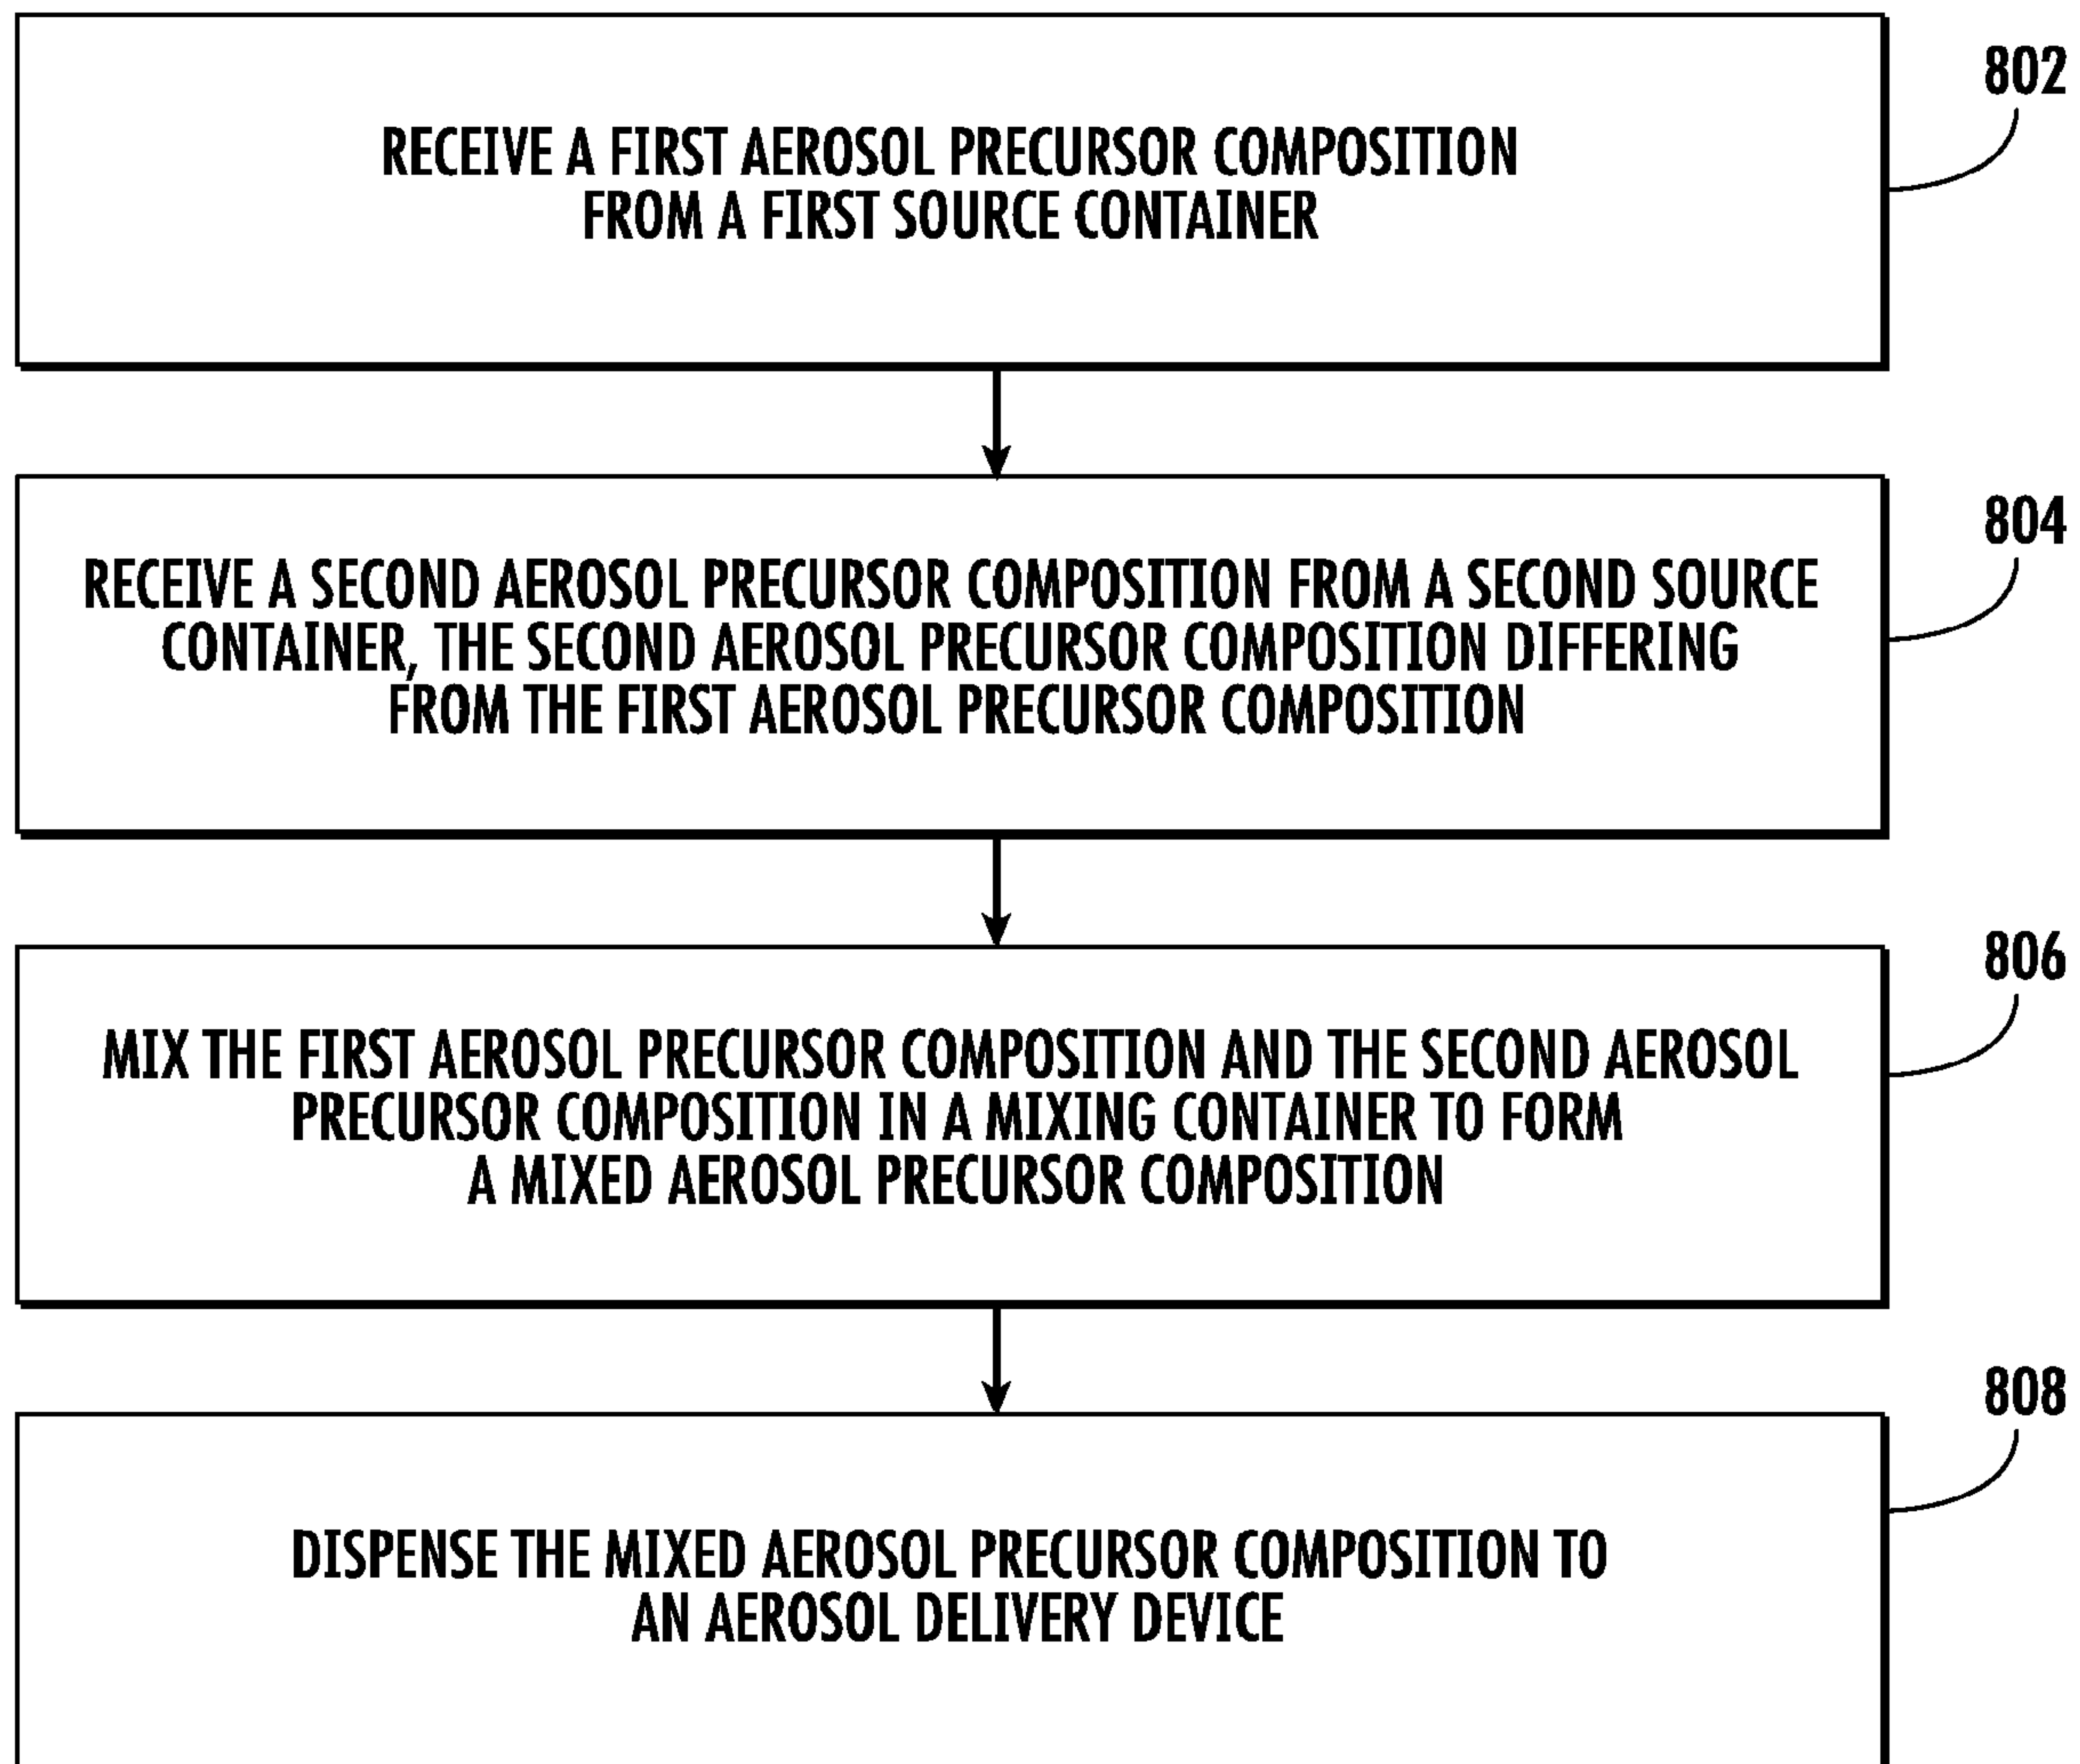 802
RECEIVE A FIRST AEROSOL PRECURSOR COMPOSITION
FROM A FIRST SOURCE CONTAINER
804
RECEIVE A SECOND AEROSOL PRECURSOR COMPOSITION FROM A SECOND SOURCE
CONTAINER, THE SECOND AEROSOL PRECURSOR COMPOSITION DIFFERING
FROM THE FIRST AEROSOL PRECURSOR COMPOSITION
806
MIX THE FIRST AEROSOL PRECURSOR COMPOSITION AND THE SECOND AEROSOL
PRECURSOR COMPOSITION IN A MIXING CONTAINER TO FORM
A MIXED AEROSOL PRECURSOR COMPOSITION
808
DISPENSE THE MIXED AEROSOL PRECURSOR COMPOSITION TO
AN AEROSOL DELIVERY DEVICE